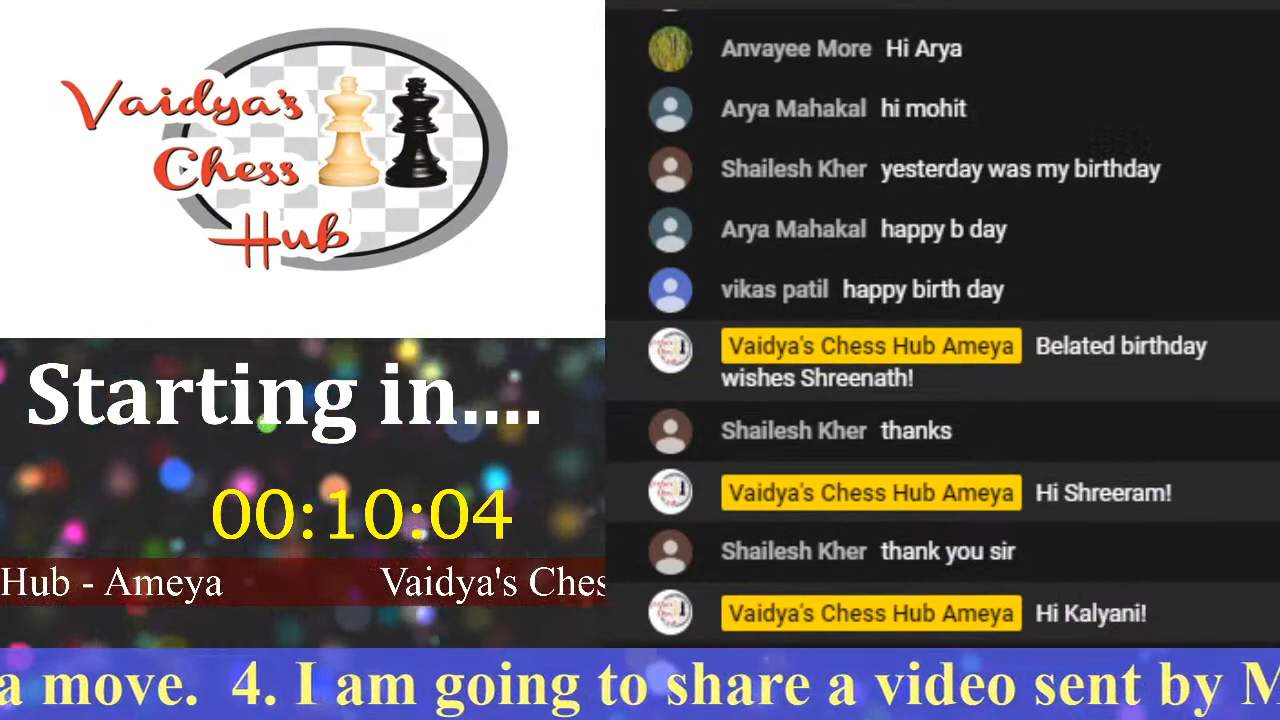 Vaidya's
Chess
Hub
Starting in....
00:10:04
Hub - Ameya Vaidya's Ches
Anvayee More Hi Arya
Arya Mahakal hi mohit
Shailesh Kher yesterday was my birthday
Arya Mahakal happy b day
vikas patil happy birth day
Vaidya's Chess Hub Ameya Belated birthday
wishes Shreenath!
Shailesh Kher thanks
Vaidya's Chess Hub Ameya Hi Shreeram!
Shailesh Kher thank you sir
Vaidya's Chess Hub Ameya Hi Kalyani!
a move. 4. I am going to share a video sent by M